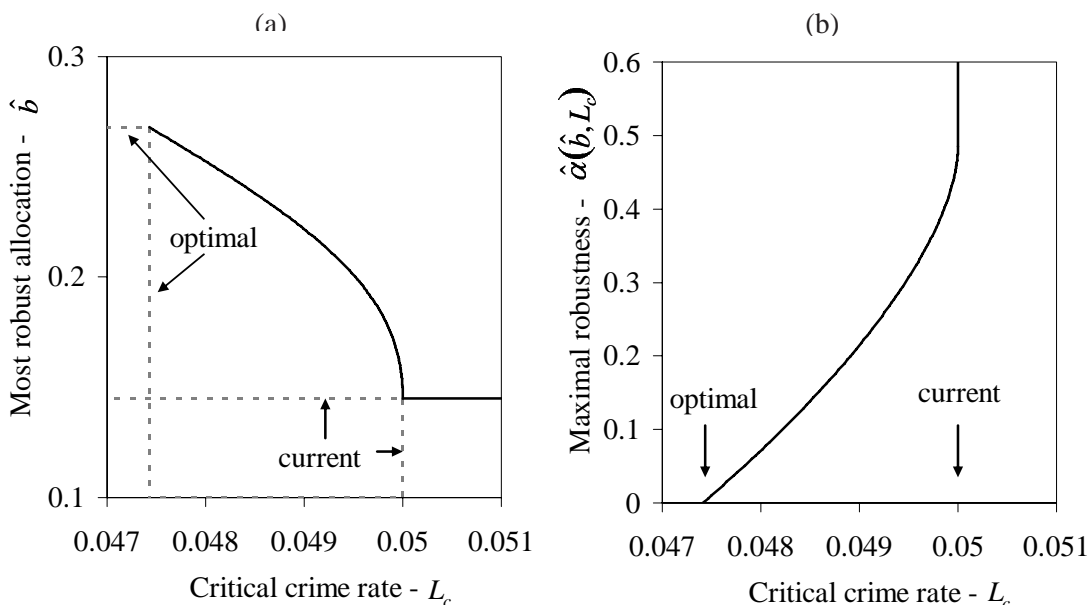 (a)
0.3
0.2
0.1
Most robust allocation - b̂
optimal
current
0.047 0.048 0.049 0.05 0.051
Critical crime rate - L_c
(b)
0.6
0.5
0.4
0.3
0.2
0.1
0
Maximal robustness - α̂(b̂, L_c)
optimal
current
0.047 0.048 0.049 0.05 0.051
Critical crime rate - L_c